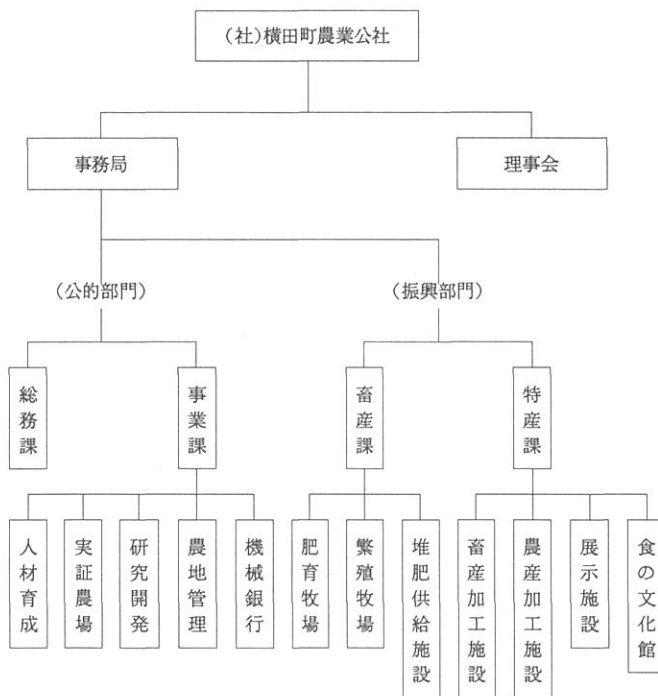 (社)横田町農業公社
事務局
理事会
(公的部門)
(振興部門)
総務課
事業課
畜産課
特産課
人材育成
実証農場
研究開発
農地管理
機械銀行
肥育牧場
繁殖牧場
堆肥供給施設
畜産加工施設
農産加工施設
展示施設
食の文化館